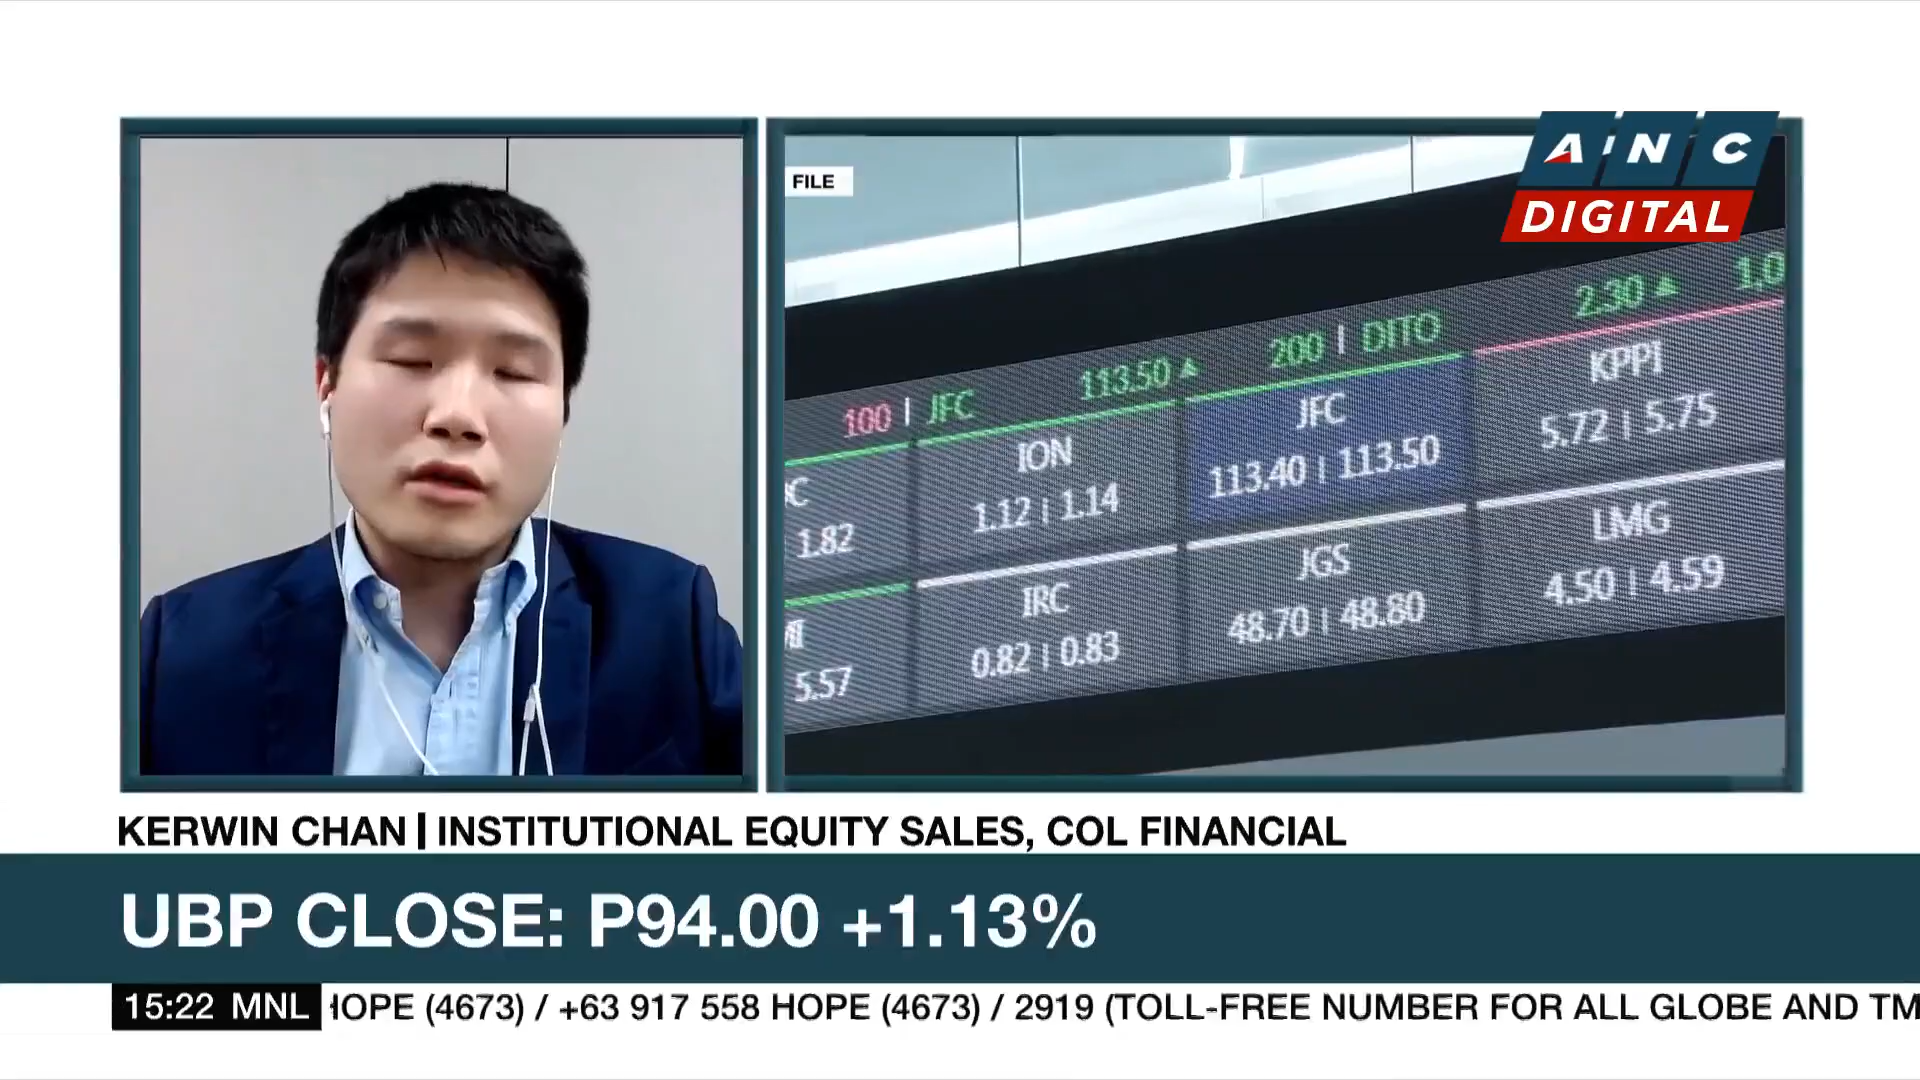 ANC
DIGITAL
FILE
100 | JFC 113.50 ▲ 200 | DITO 2.30 ▲ 1.0
1.82
ION
1.12 | 1.14
JFC
113.40 | 113.50
KPPI
5.72 | 5.75
5.57
IRC
0.82 | 0.83
JGS
48.70 | 48.80
LMG
4.50 | 4.59
KERWIN CHAN | INSTITUTIONAL EQUITY SALES, COL FINANCIAL
UBP CLOSE: P94.00 +1.13%
15:22 MNL HOPE (4673) / +63 917 558 HOPE (4673) / 2919 (TOLL-FREE NUMBER FOR ALL GLOBE AND TM